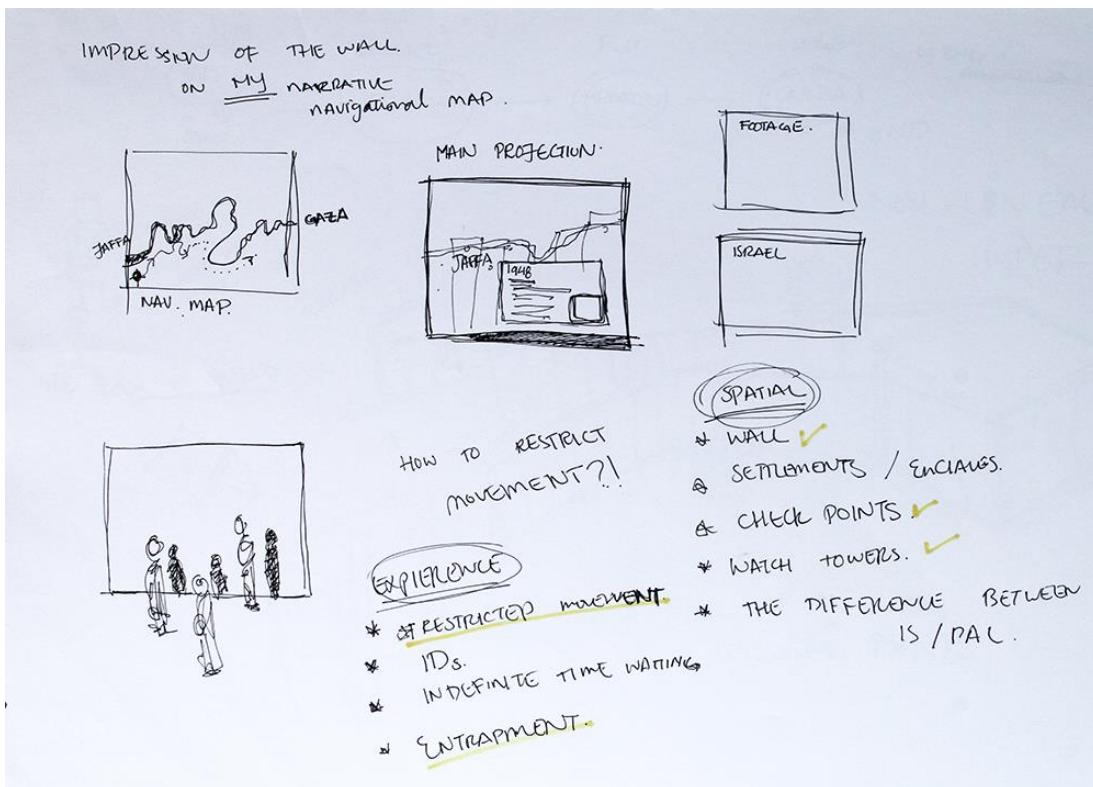 IMPRESSION OF THE WALL.
ON MY NARRATIVE
NAVIGATIONAL MAP.
JAFFA
GAZA
NAV. MAP.
MAIN PROJECTION.
JAFFA
1948
FOOTAGE.
ISRAEL
HOW TO RESTRICT
MOVEMENT?!
EXPIERENCE
* RESTRICTED MOVEMENT.
* IDs.
* INDEFINITE TIME WAITING
* ENTRAPMENT.
SPATIAL
* WALL ✓
* SETTLEMENTS / ENCLAVES.
* CHECK POINTS. ✓
* WATCH TOWERS. ✓
* THE DIFFERENCE BETWEEN
IS / PAL.